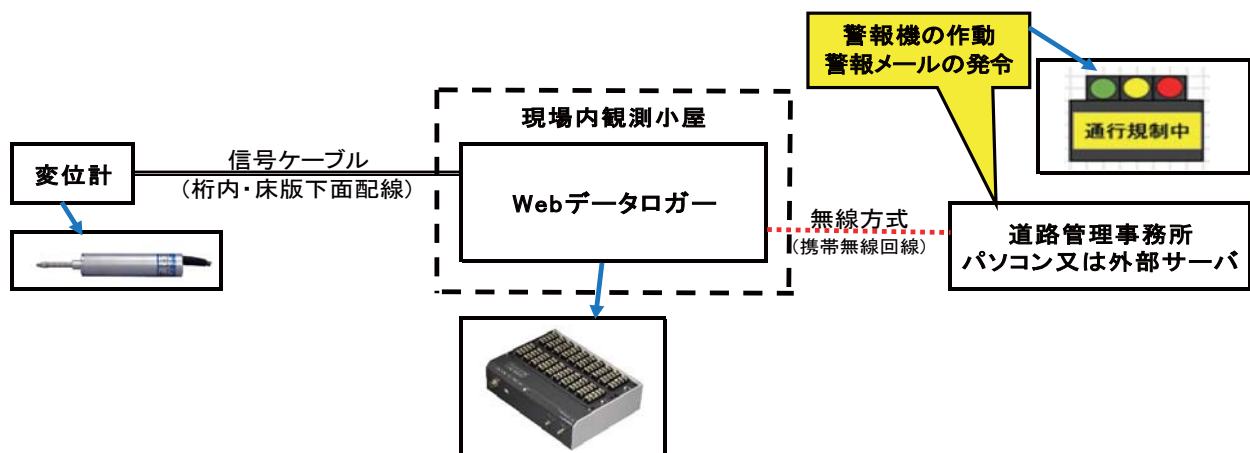 警報機の作動
警報メールの発令
通行規制中
現場内観測小屋
変位計
信号ケーブル
（桁内・床版下面配線）
Webデータロガー
無線方式
（携帯無線回線）
道路管理事務所
パソコン又は外部サーバ